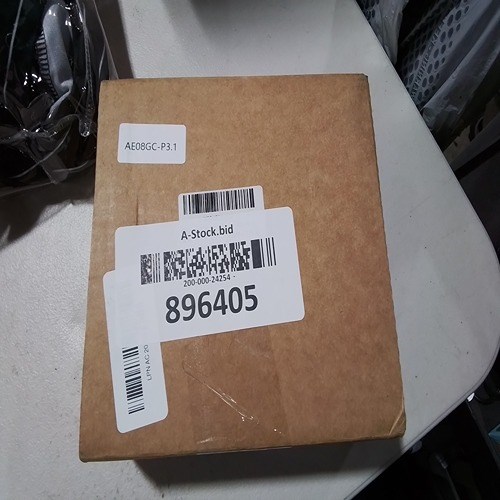 AE08GC-P3.1
A-Stock.bid
200-000-24254 -
896405
LPN AC 20